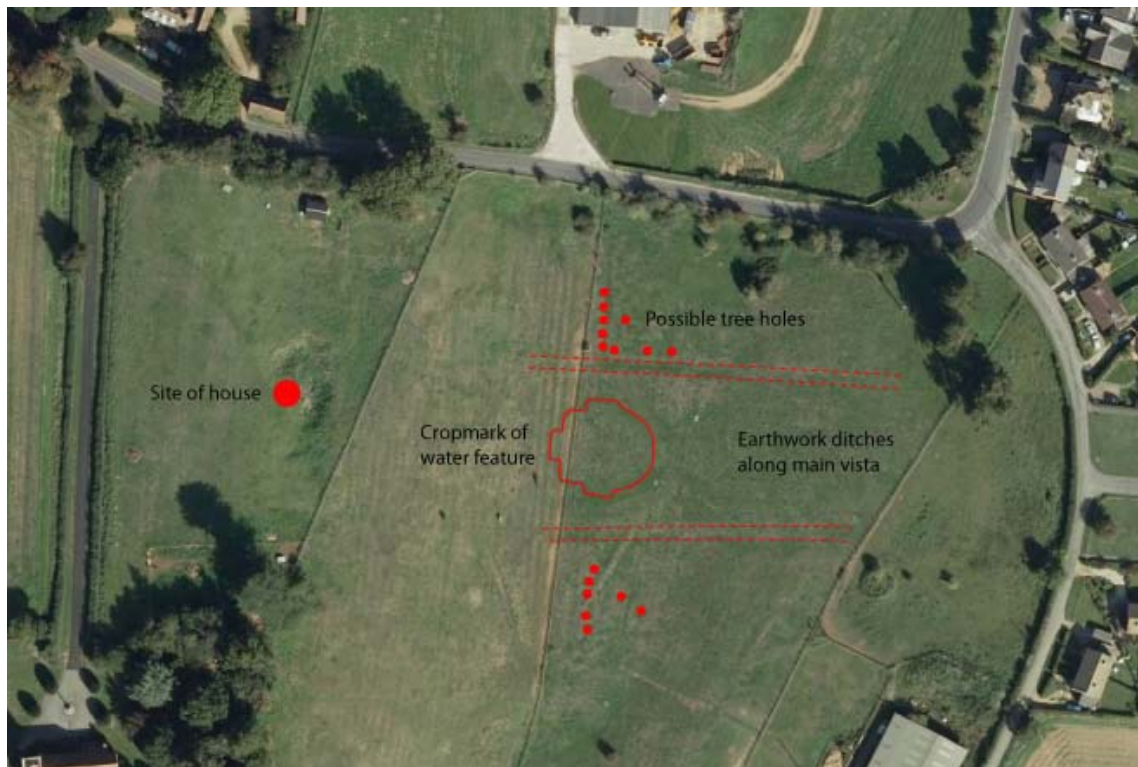 Possible tree holes
Site of house
Cropmark of
water feature
Earthwork ditches
along main vista